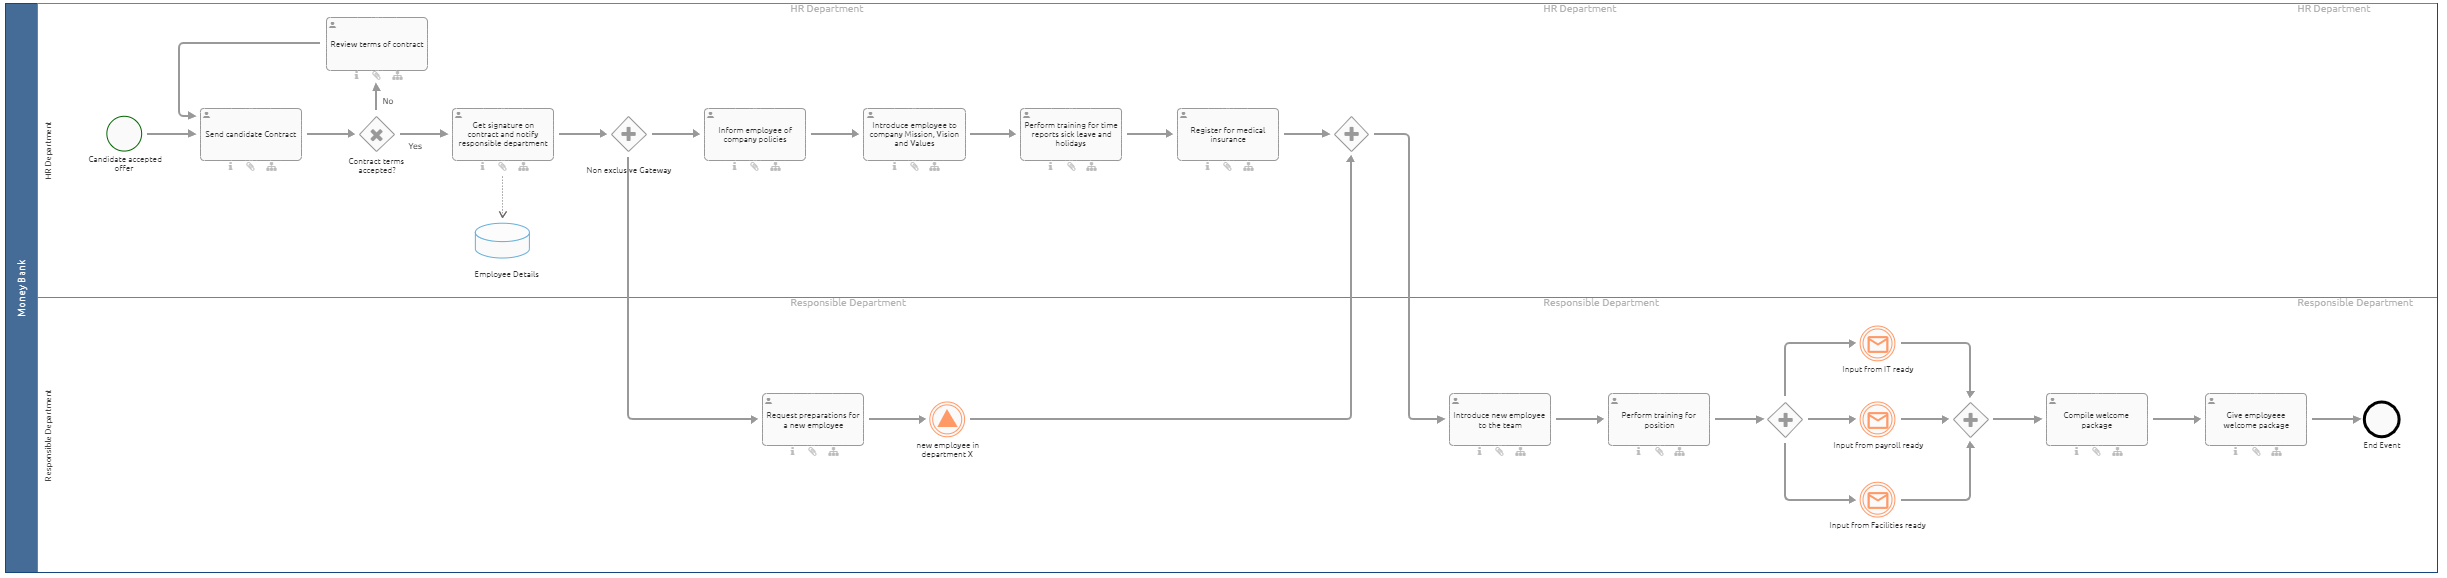 HR Department
HR Department
HR Department
Money Bank
HR Department
Review terms of contract
No
Candidate accepted
offer
Send candidate Contract
Contract terms
accepted?
Yes
Get signature on
contract and notify
responsible department
Employee Details
Non exclusive Gateway
Inform employee of
company policies
Introduce employee to
company Mission, Vision
and Values
Perform training for time
reports sick leave and
holidays
Register for medical
insurance
Responsible Department
Responsible Department
Responsible Department
Responsible Department
Request preparations for
a new employee
new employee in
department X
Introduce new employee
to the team
Perform training for
position
Input from IT ready
Input from payroll ready
Input from Facilities ready
Compile welcome
package
Give employeee
welcome package
End Event